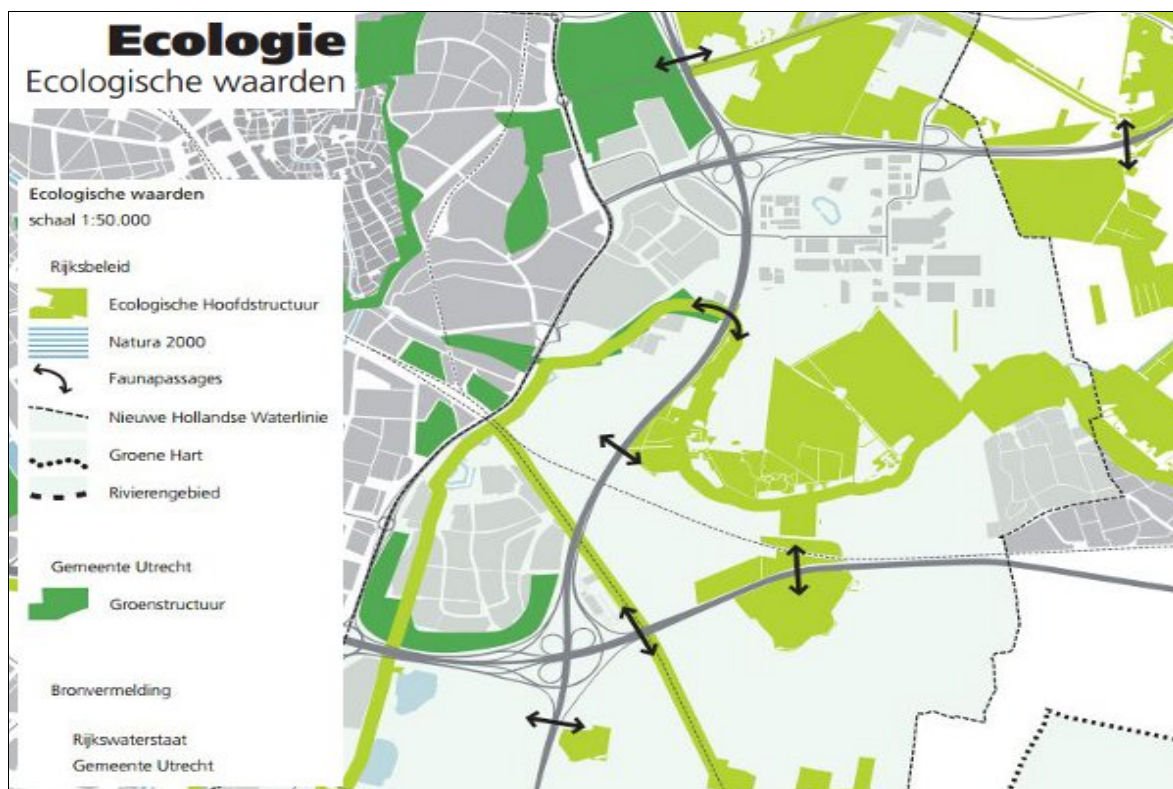 Ecologie
Ecologische waarden
Ecologische waarden
schaal 1:50.000
Rijksbeleid
Ecologische Hoofdstructuur
Natura 2000
Faunapassages
Nieuwe Hollandse Waterlinie
Groene Hart
Rivierengebied
Gemeente Utrecht
Groenstructuur
Bronvermelding
Rijkswaterstaat
Gemeente Utrecht